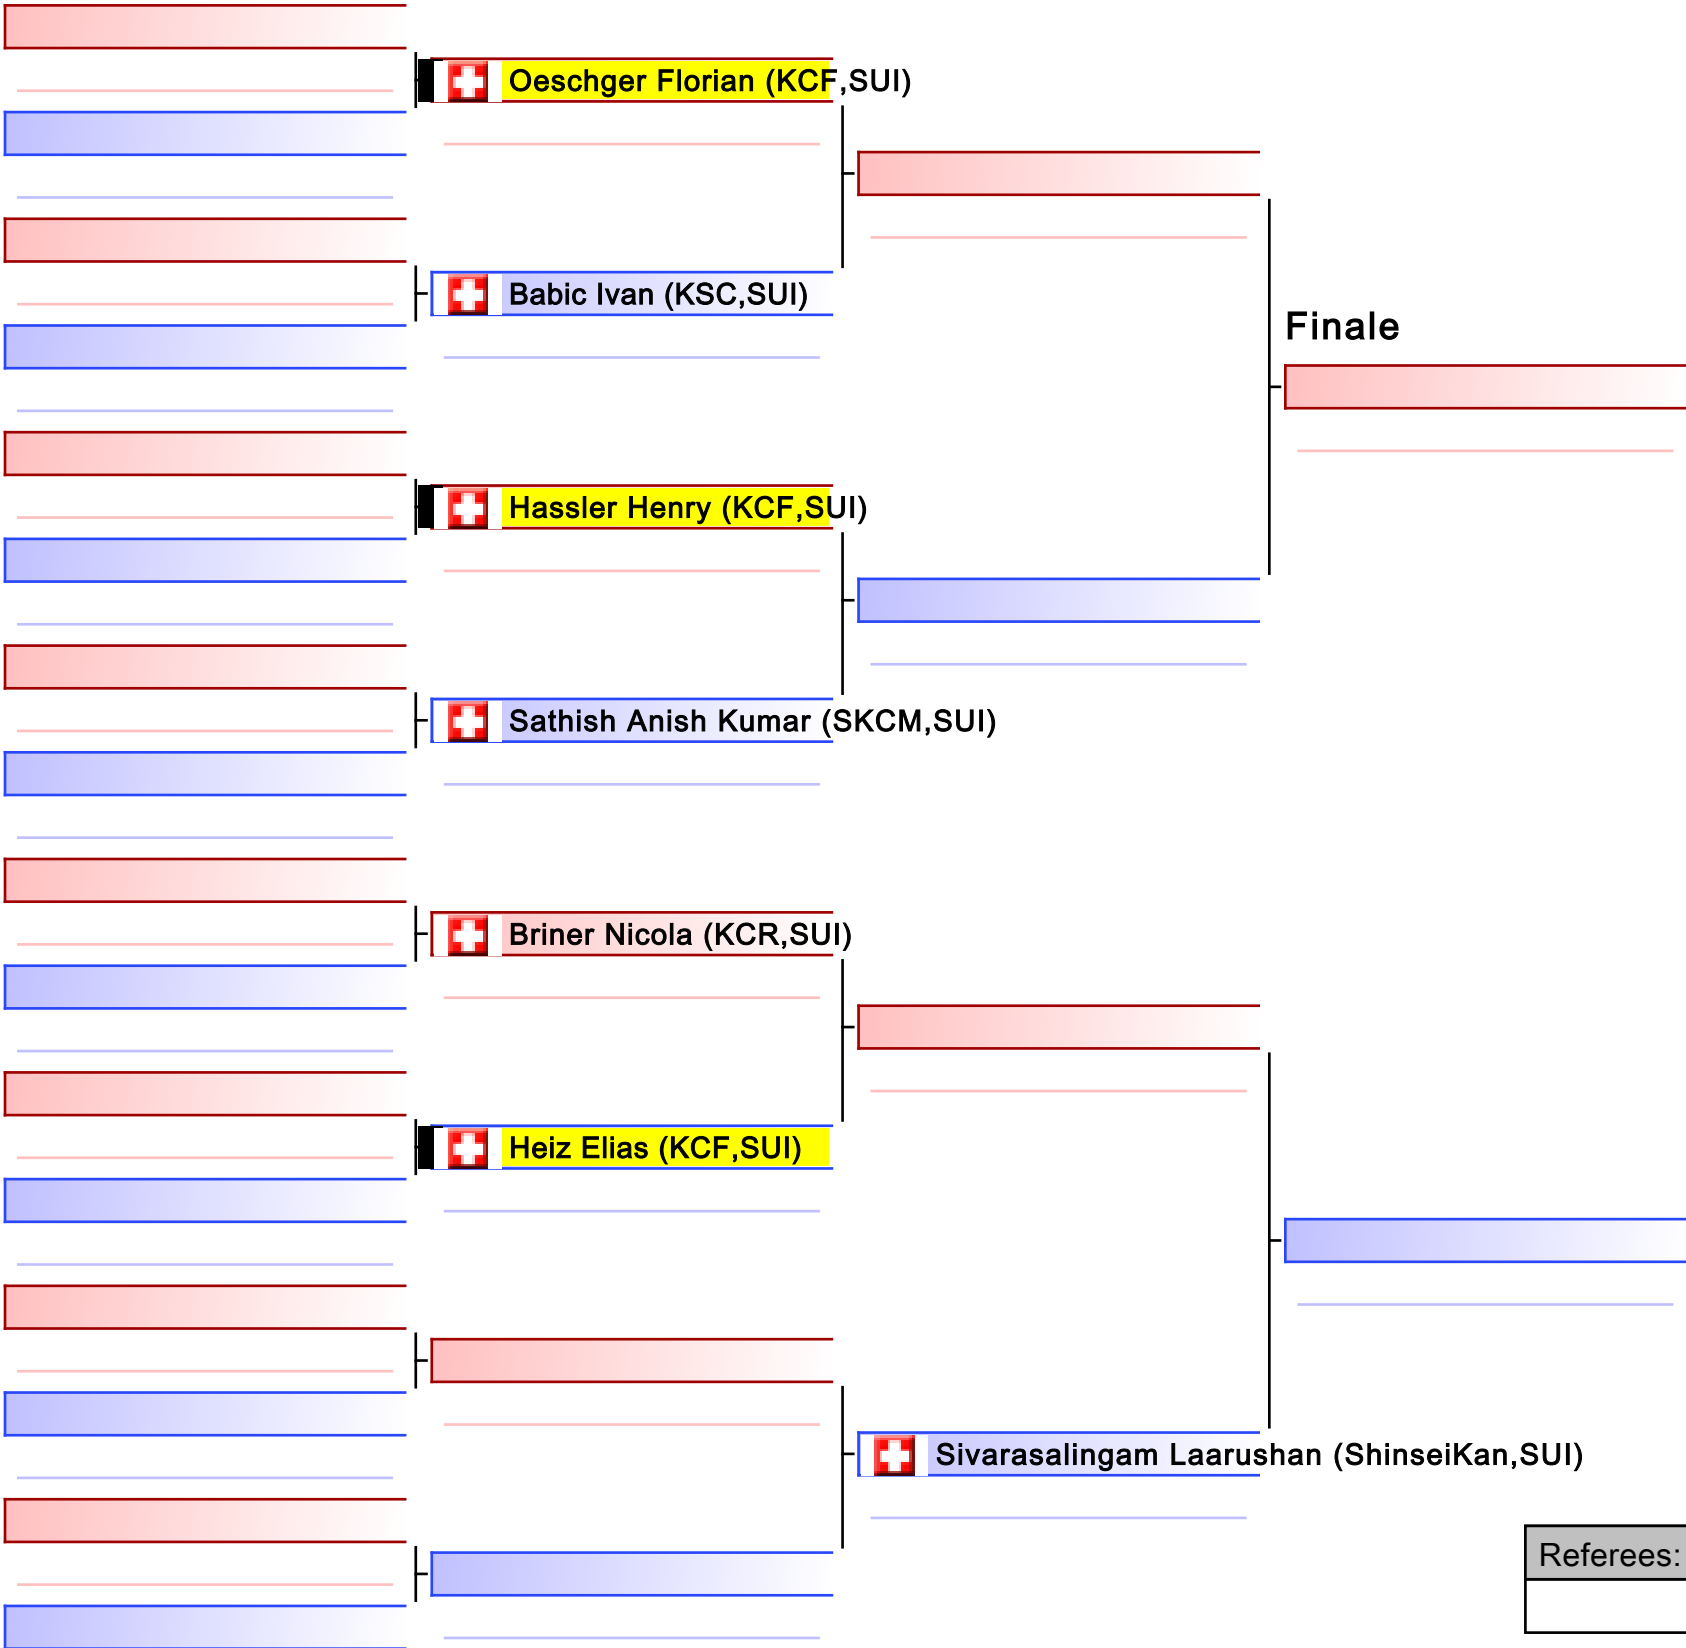 Oeschger Florian (KCF,SUI)
Babic Ivan (KSC,SUI)
Finale
Hassler Henry (KCF,SUI)
Sathish Anish Kumar (SKCM,SUI)
Briner Nicola (KCR,SUI)
Heiz Elias (KCF,SUI)
Sivarasalingam Laarushan (ShinseiKan,SUI)
Referees: